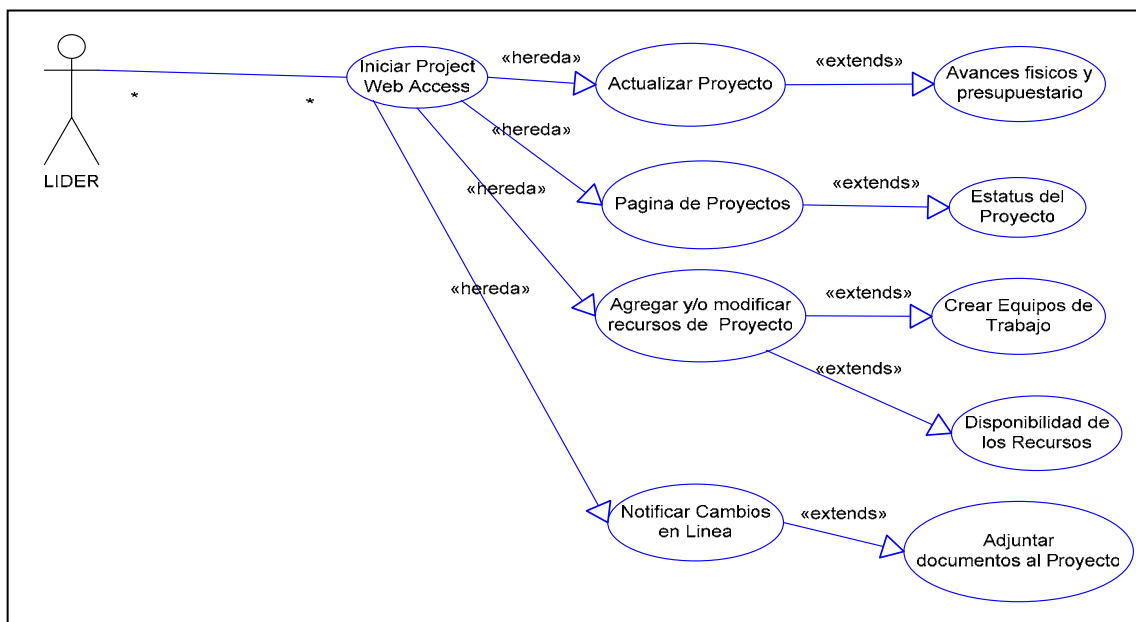 LIDER
*
*
Iniciar Project
Web Access
«hereda»
Actualizar Proyecto
«extends»
Avances fisicos y
presupuestario
«hereda»
Pagina de Proyectos
«extends»
Estatus del
Proyecto
«hereda»
Agregar y/o modificar
recursos de Proyecto
«extends»
Crear Equipos de
Trabajo
«extends»
Disponibilidad de
los Recursos
«hereda»
Notificar Cambios
en Linea
«extends»
Adjuntar
documentos al Proyecto